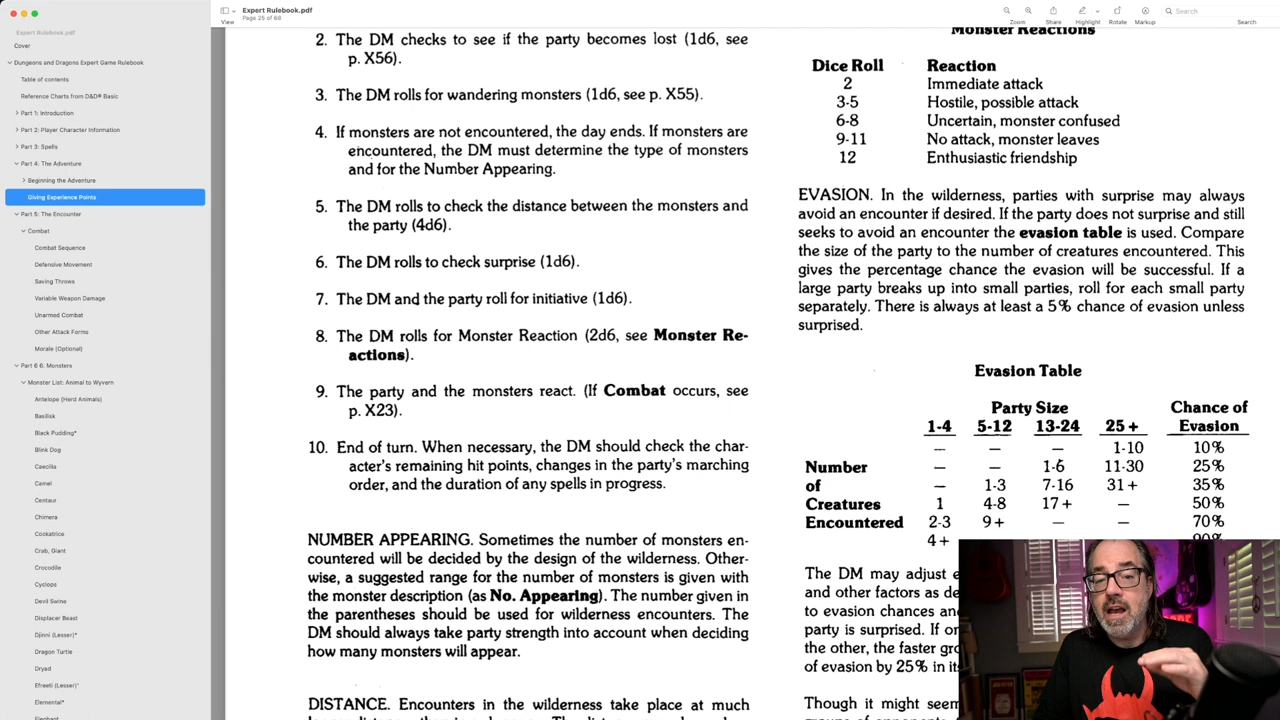 Expert Rulebook.pdf
Page 25 of 68
View
Zoom
Share
Highlight
Rotate
Markup
Search
Search
Expert Rulebook.pdf
Cover
Dungeons and Dragons Expert Game Rulebook
Table of contents
Reference Charts from D&D® Basic
Part 1: Introduction
Part 2: Player Character Information
Part 3: Spells
Part 4: The Adventure
Beginning the Adventure
Giving Experience Points
Part 5: The Encounter
Combat
Combat Sequence
Defensive Movement
Saving Throws
Variable Weapon Damage
Unarmed Combat
Other Attack Forms
Morale (Optional)
Part 6 6: Monsters
Monster List: Animal to Wyvern
Antelope (Herd Animals)
Basilisk
Black Pudding*
Blink Dog
Caecilia
Camel
Centaur
Chimera
Cockatrice
Crab, Giant
Crocodile
Cyclops
Devil Swine
Displacer Beast
Djinni (Lesser)*
Dragon Turtle
Dryad
Efreeti (Lesser)*
Elemental*
Elephant
2. The DM checks to see if the party becomes lost (1d6, see
p. X56).
3. The DM rolls for wandering monsters (1d6, see p. X55).
4. If monsters are not encountered, the day ends. If monsters are
encountered, the DM must determine the type of monsters
and for the Number Appearing.
5. The DM rolls to check the distance between the monsters and
the party (4d6).
6. The DM rolls to check surprise (1d6).
7. The DM and the party roll for initiative (1d6).
8. The DM rolls for Monster Reaction (2d6, see Monster Re-
actions).
9. The party and the monsters react. (If Combat occurs, see
p. X23).
10. End of turn. When necessary, the DM should check the char-
acter's remaining hit points, changes in the party's marching
order, and the duration of any spells in progress.
NUMBER APPEARING. Sometimes the number of monsters en-
countered will be decided by the design of the wilderness. Other-
wise, a suggested range for the number of monsters is given with
the monster description (as No. Appearing). The number given in
the parentheses should be used for wilderness encounters. The
DM should always take party strength into account when deciding
how many monsters will appear.
DISTANCE. Encounters in the wilderness take place at much
Monster Reactions
Dice Roll Reaction
2 Immediate attack
3-5 Hostile, possible attack
6-8 Uncertain, monster confused
9-11 No attack, monster leaves
12 Enthusiastic friendship
EVASION. In the wilderness, parties with surprise may always
avoid an encounter if desired. If the party does not surprise and still
seeks to avoid an encounter the evasion table is used. Compare
the size of the party to the number of creatures encountered. This
gives the percentage chance the evasion will be successful. If a
large party breaks up into small parties, roll for each small party
separately. There is always at least a 5% chance of evasion unless
surprised.
Evasion Table
Party Size Chance of
1-4 5-12 13-24 25 + Evasion
— — — 1-10 10%
Number — — 1-6 11-30 25%
of — 1-3 7-16 31 + 35%
Creatures 1 4-8 17 + — 50%
Encountered 2-3 9 + — — 70%
4 + 90%
The DM may adjust
and other factors as
to evasion chances
party is surprised. If
the other, the faster
of evasion by 25% in
Though it might seem